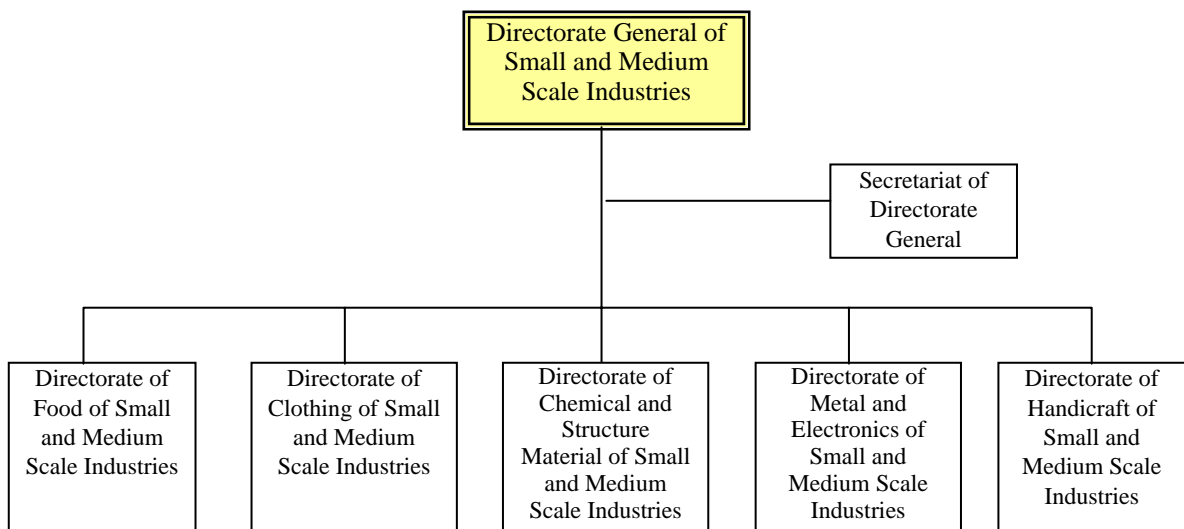 Directorate General of
Small and Medium
Scale Industries
Secretariat of
Directorate
General
Directorate of
Food of Small
and Medium
Scale Industries
Directorate of
Clothing of Small
and Medium
Scale Industries
Directorate of
Chemical and
Structure
Material of Small
and Medium
Scale Industries
Directorate of
Metal and
Electronics of
Small and
Medium Scale
Industries
Directorate of
Handicraft of
Small and
Medium Scale
Industries